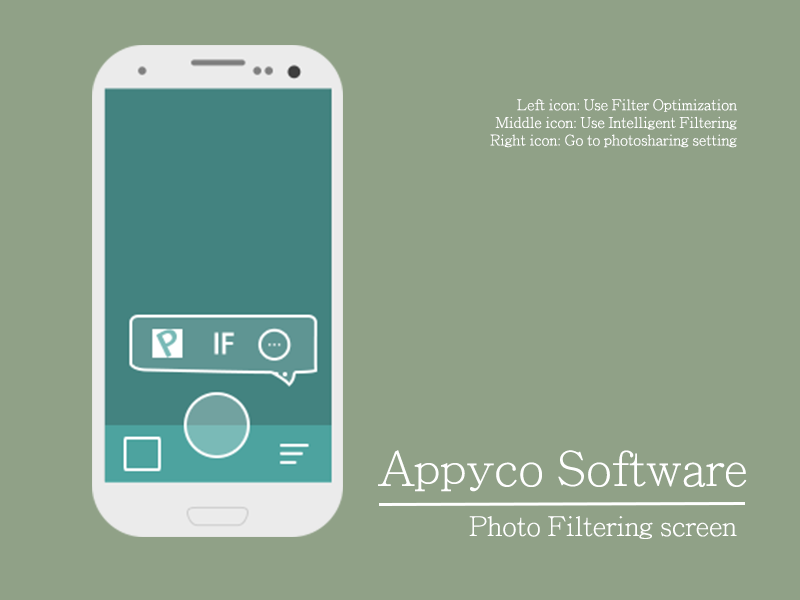 Left icon: Use Filter Optimization
Middle icon: Use Intelligent Filtering
Right icon: Go to photosharing setting
P IF
Appyco Software
Photo Filtering screen